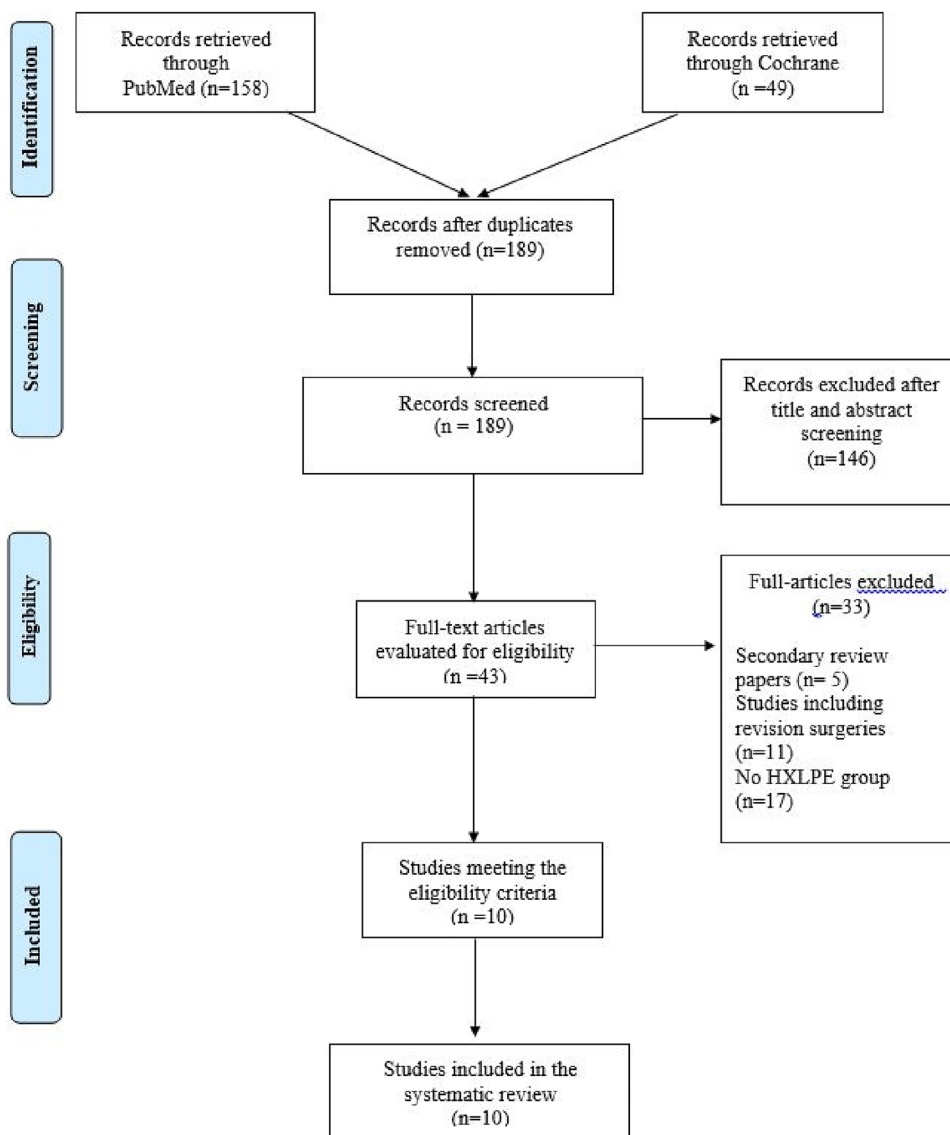 Identification
Records retrieved
through
PubMed (n=158)
Records retrieved
through Cochrane
(n =49)
Records after duplicates
removed (n=189)
Screening
Records screened
(n = 189)
Records excluded after
title and abstract
screening
(n=146)
Eligibility
Full-text articles
evaluated for eligibility
(n =43)
Full-articles excluded
(n=33)
Secondary review
papers (n= 5)
Studies including
revision surgeries
(n=11)
No HXLPE group
(n=17)
Included
Studies meeting the
eligibility criteria
(n =10)
Studies included in the
systematic review
(n=10)